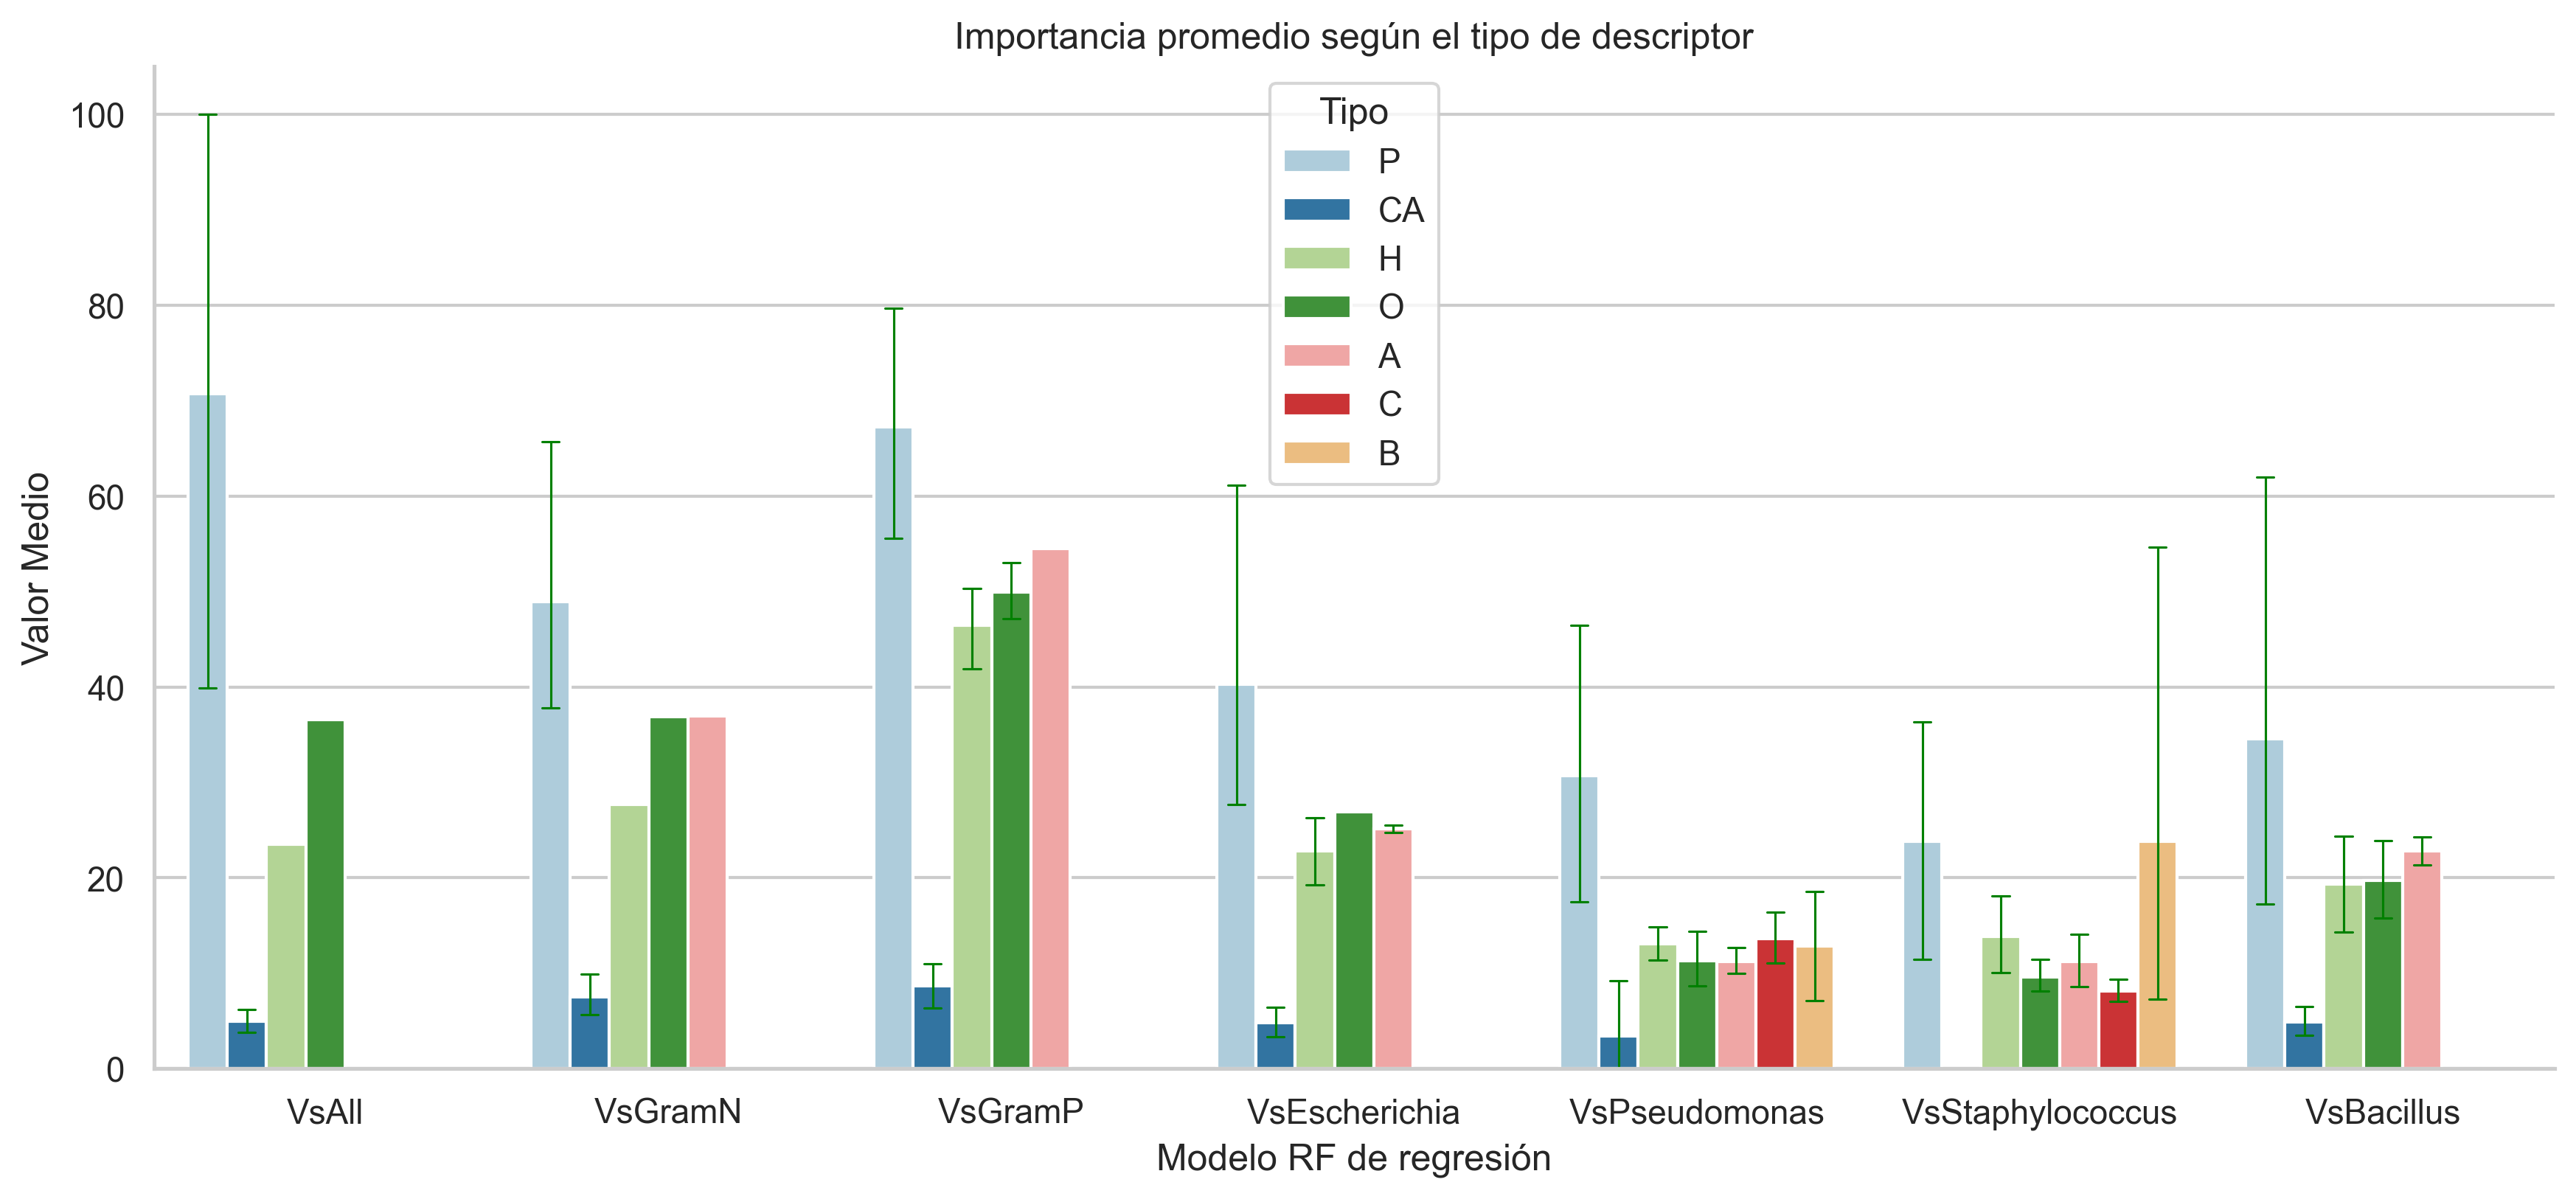 Importancia promedio según el tipo de descriptor
Tipo
P
CA
H
O
A
C
B
Valor Medio
100
80
60
40
20
0
VsAll
VsGramN
VsGramP
VsEscherichia
VsPseudomonas
VsStaphylococcus
VsBacillus
Modelo RF de regresión